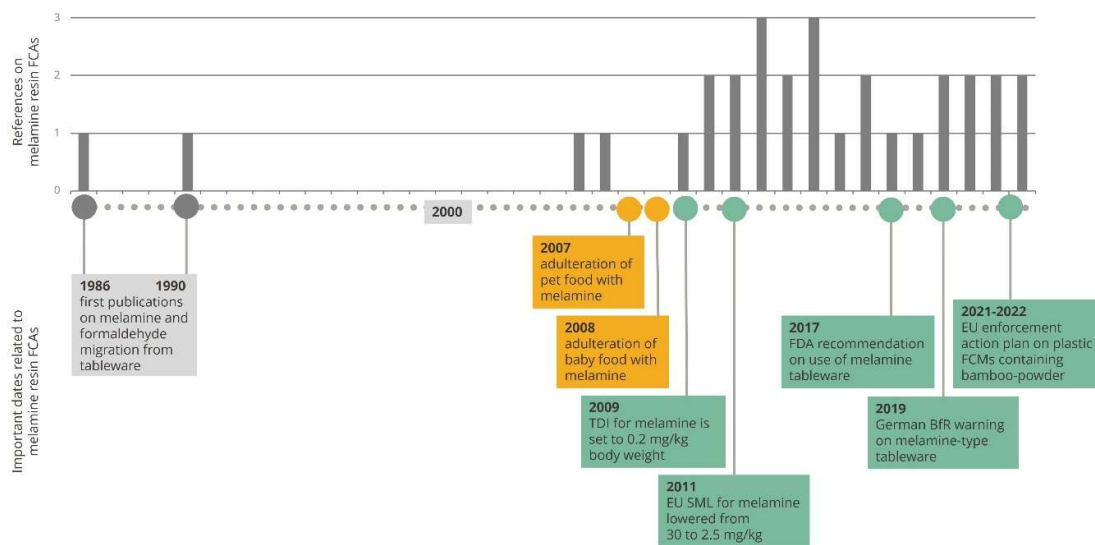 References on
melamine resin FCAs
3
2
1
0
2000
Important dates related to
melamine resin FCAs
1986 1990
first publications
on melamine and
formaldehyde
migration from
tableware
2007
adulteration of
pet food with
melamine
2008
adulteration of
baby food with
melamine
2009
TDI for melamine is
set to 0.2 mg/kg
body weight
2011
EU SML for melamine
lowered from
30 to 2.5 mg/kg
2017
FDA recommendation
on use of melamine
tableware
2019
German BfR warning
on melamine-type
tableware
2021-2022
EU enforcement
action plan on plastic
FCMs containing
bamboo-powder